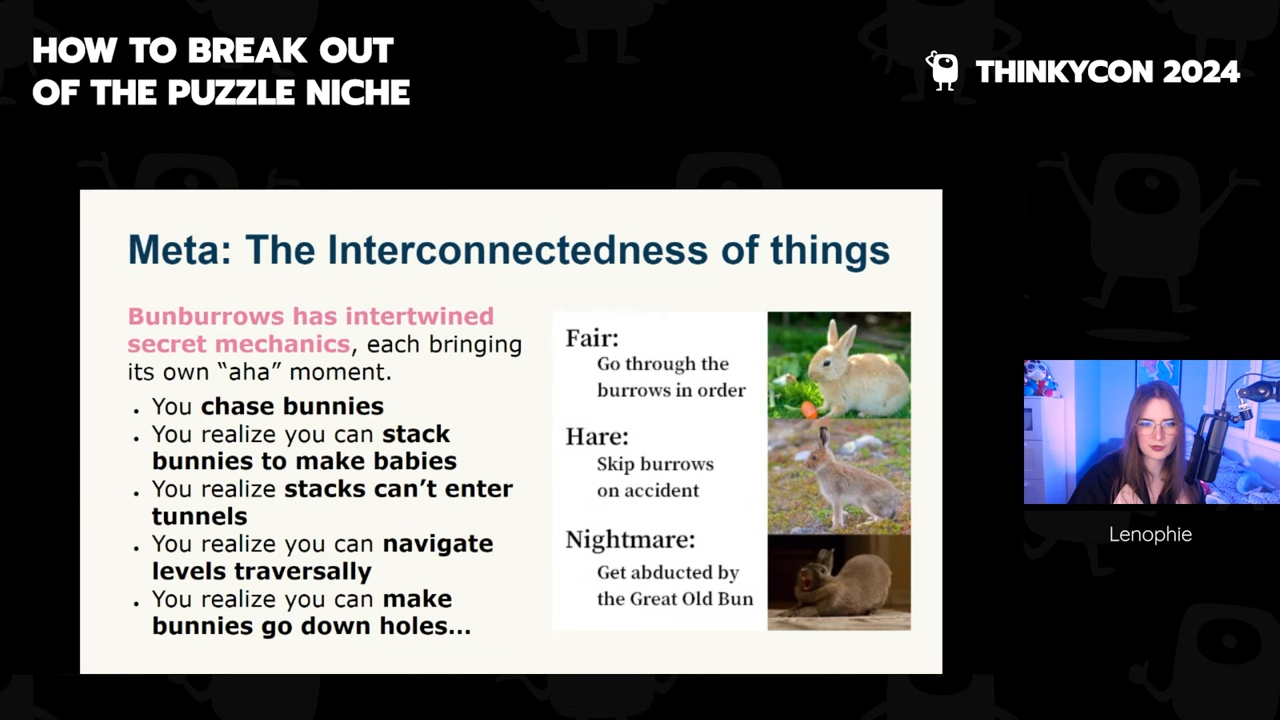 HOW TO BREAK OUT
OF THE PUZZLE NICHE
THINKYCON 2024
Meta: The Interconnectedness of things
Bunburrows has intertwined
secret mechanics, each bringing
its own “aha” moment.
• You chase bunnies
• You realize you can stack
bunnies to make babies
• You realize stacks can’t enter
tunnels
• You realize you can navigate
levels traversally
• You realize you can make
bunnies go down holes…
Fair:
Go through the
burrows in order
Hare:
Skip burrows
on accident
Nightmare:
Get abducted by
the Great Old Bun
Lenophie